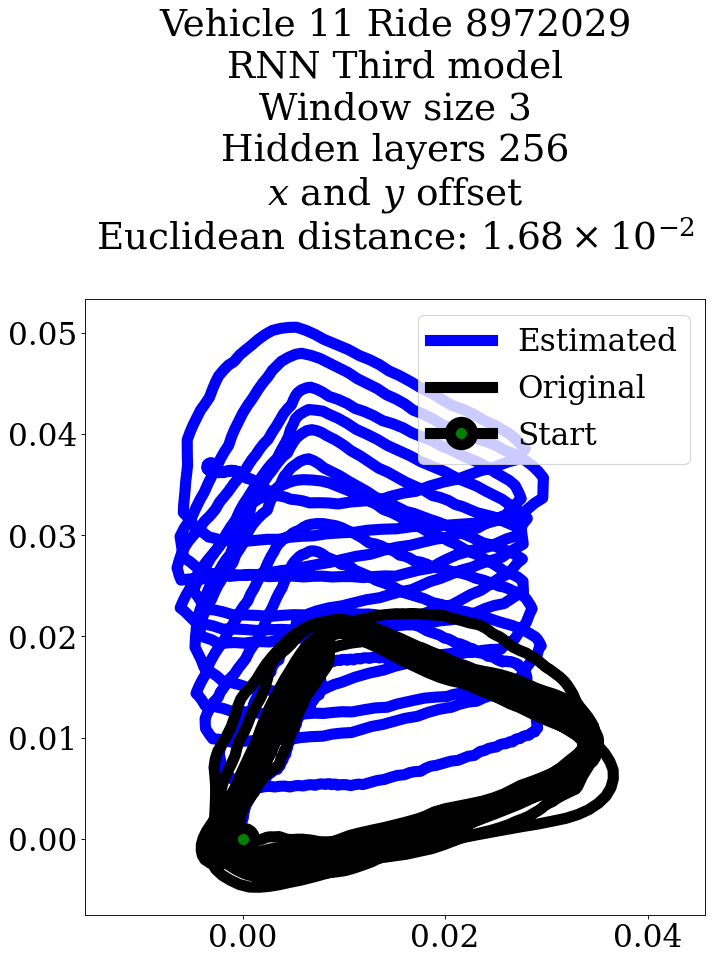 Vehicle 11 Ride 8972029
RNN Third model
Window size 3
Hidden layers 256
x and y offset
Euclidean distance: 1.68 × 10⁻²
Estimated
Original
Start
0.05
0.04
0.03
0.02
0.01
0.00
0.00 0.02 0.04